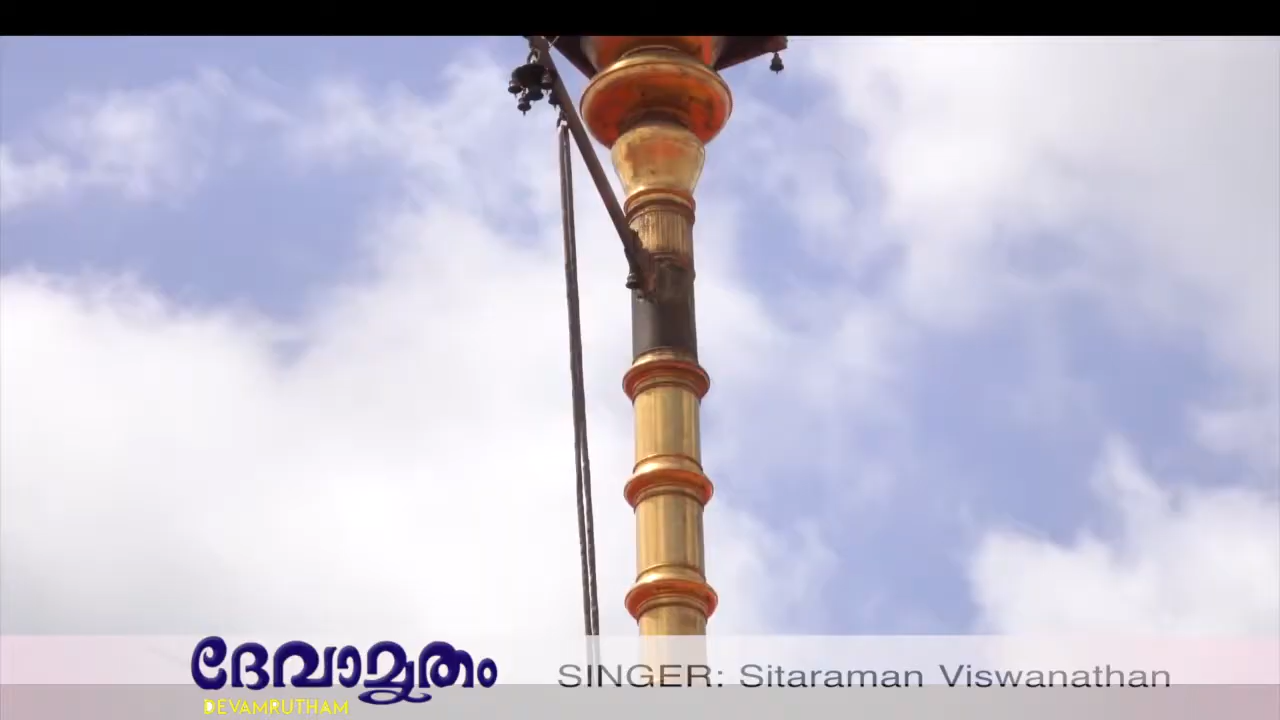 ദേവാമൃതം
DEVAMRUTHAM
SINGER: Sitaraman Viswanathan